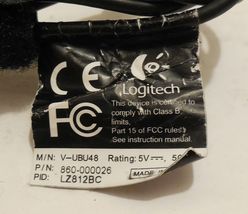 CE
Logitech
This device is certified to
comply with Class B
limits,
FC
Part 15 of FCC rules.
See instruction manual.
M/N: V-UBU48 Rating: 5V
P/N: 860-000026
MADE
PID: LZ812BC